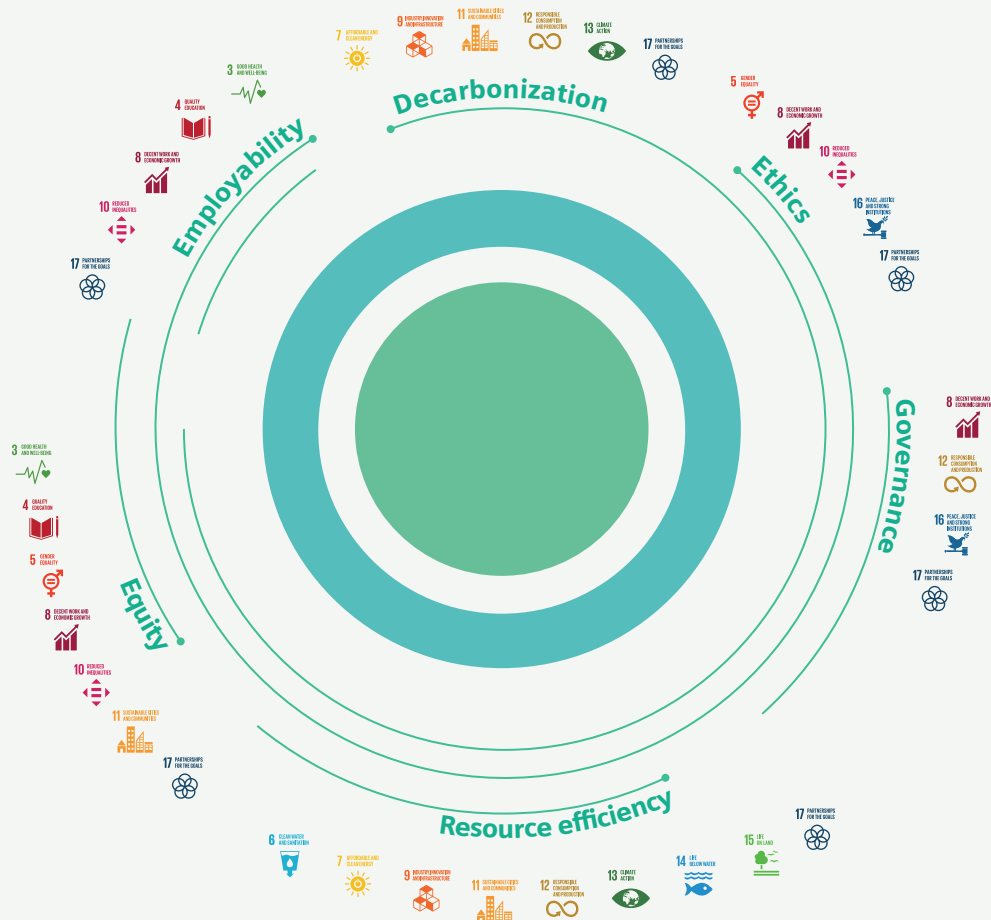 Decarbonization
7 AFFORDABLE AND
CLEAN ENERGY
9 INDUSTRY, INNOVATION
AND INFRASTRUCTURE
11 SUSTAINABLE CITIES
AND COMMUNITIES
12 RESPONSIBLE
CONSUMPTION
AND PRODUCTION
13 CLIMATE
ACTION
17 PARTNERSHIPS
FOR THE GOALS
Ethics
5 GENDER
EQUALITY
8 DECENT WORK AND
ECONOMIC GROWTH
10 REDUCED
INEQUALITIES
16 PEACE, JUSTICE
AND STRONG
INSTITUTIONS
17 PARTNERSHIPS
FOR THE GOALS
Governance
8 DECENT WORK AND
ECONOMIC GROWTH
12 RESPONSIBLE
CONSUMPTION
AND PRODUCTION
16 PEACE, JUSTICE
AND STRONG
INSTITUTIONS
17 PARTNERSHIPS
FOR THE GOALS
Resource efficiency
6 CLEAN WATER
AND SANITATION
7 AFFORDABLE AND
CLEAN ENERGY
9 INDUSTRY, INNOVATION
AND INFRASTRUCTURE
11 SUSTAINABLE CITIES
AND COMMUNITIES
12 RESPONSIBLE
CONSUMPTION
AND PRODUCTION
13 CLIMATE
ACTION
14 LIFE
BELOW WATER
15 LIFE
ON LAND
17 PARTNERSHIPS
FOR THE GOALS
Equity
3 GOOD HEALTH
AND WELL-BEING
4 QUALITY
EDUCATION
5 GENDER
EQUALITY
8 DECENT WORK AND
ECONOMIC GROWTH
10 REDUCED
INEQUALITIES
11 SUSTAINABLE CITIES
AND COMMUNITIES
17 PARTNERSHIPS
FOR THE GOALS
Employability
3 GOOD HEALTH
AND WELL-BEING
4 QUALITY
EDUCATION
8 DECENT WORK AND
ECONOMIC GROWTH
10 REDUCED
INEQUALITIES
17 PARTNERSHIPS
FOR THE GOALS